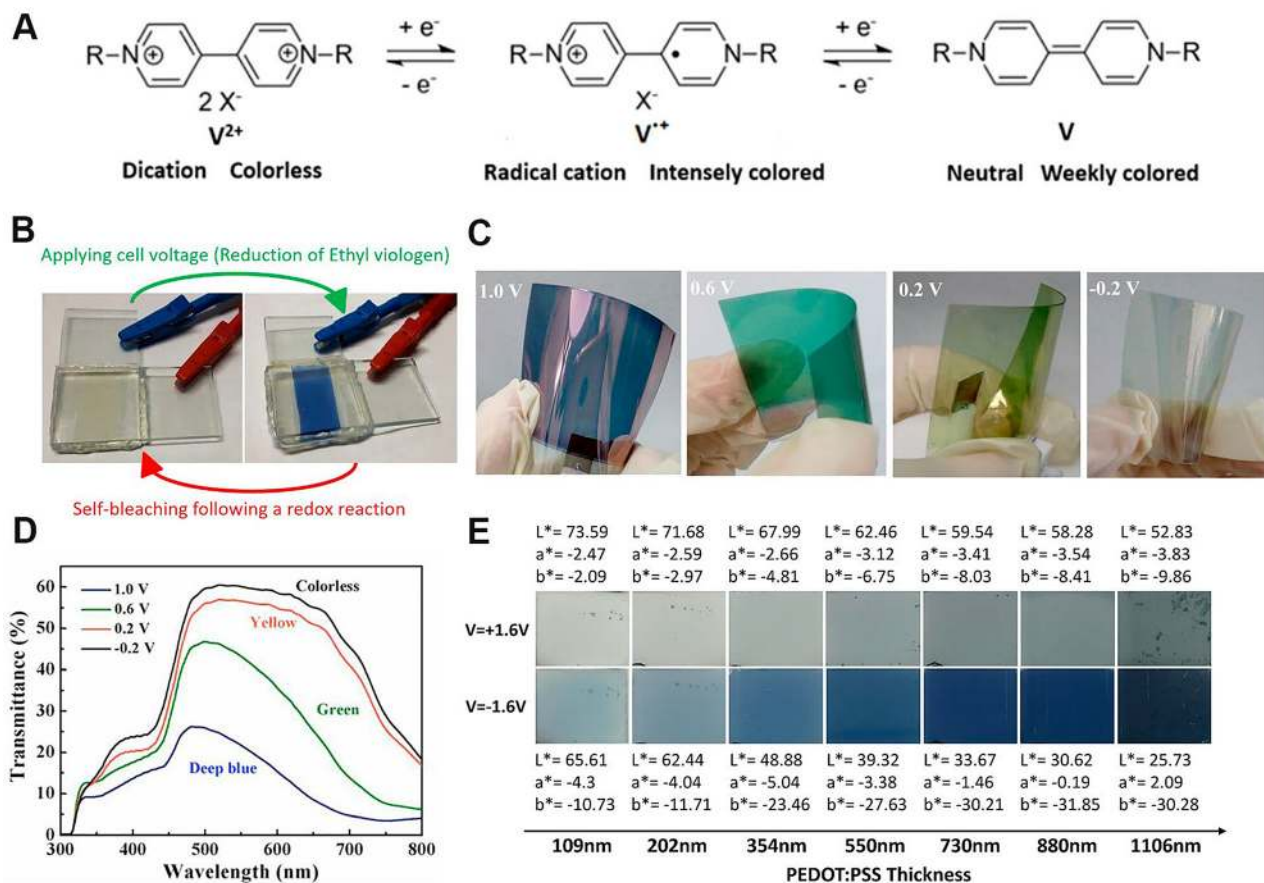 A
R-N⊕ ⊕N-R
+ e⁻
- e⁻
R-N⊕ • N-R
+ e⁻
- e⁻
R-N N-R
2 X⁻
X⁻
V²⁺
V•⁺
V
Dication Colorless
Radical cation Intensely colored
Neutral Weekly colored
B
Applying cell voltage (Reduction of Ethyl viologen)
Self-bleaching following a redox reaction
C
1.0 V
0.6 V
0.2 V
-0.2 V
D
Transmittance (%)
60
50
40
30
20
10
0
1.0 V
0.6 V
0.2 V
-0.2 V
Colorless
Yellow
Green
Deep blue
300 400 500 600 700 800
Wavelength (nm)
E
L*= 73.59 L*= 71.68 L*= 67.99 L*= 62.46 L*= 59.54 L*= 58.28 L*= 52.83
a*= -2.47 a*= -2.59 a*= -2.66 a*= -3.12 a*= -3.41 a*= -3.54 a*= -3.83
b*= -2.09 b*= -2.97 b*= -4.81 b*= -6.75 b*= -8.03 b*= -8.41 b*= -9.86
V=+1.6V
V=-1.6V
L*= 65.61 L*= 62.44 L*= 48.88 L*= 39.32 L*= 33.67 L*= 30.62 L*= 25.73
a*= -4.3 a*= -4.04 a*= -5.04 a*= -3.38 a*= -1.46 a*= -0.19 a*= 2.09
b*= -10.73 b*= -11.71 b*= -23.46 b*= -27.63 b*= -30.21 b*= -31.85 b*= -30.28
109nm 202nm 354nm 550nm 730nm 880nm 1106nm
PEDOT:PSS Thickness